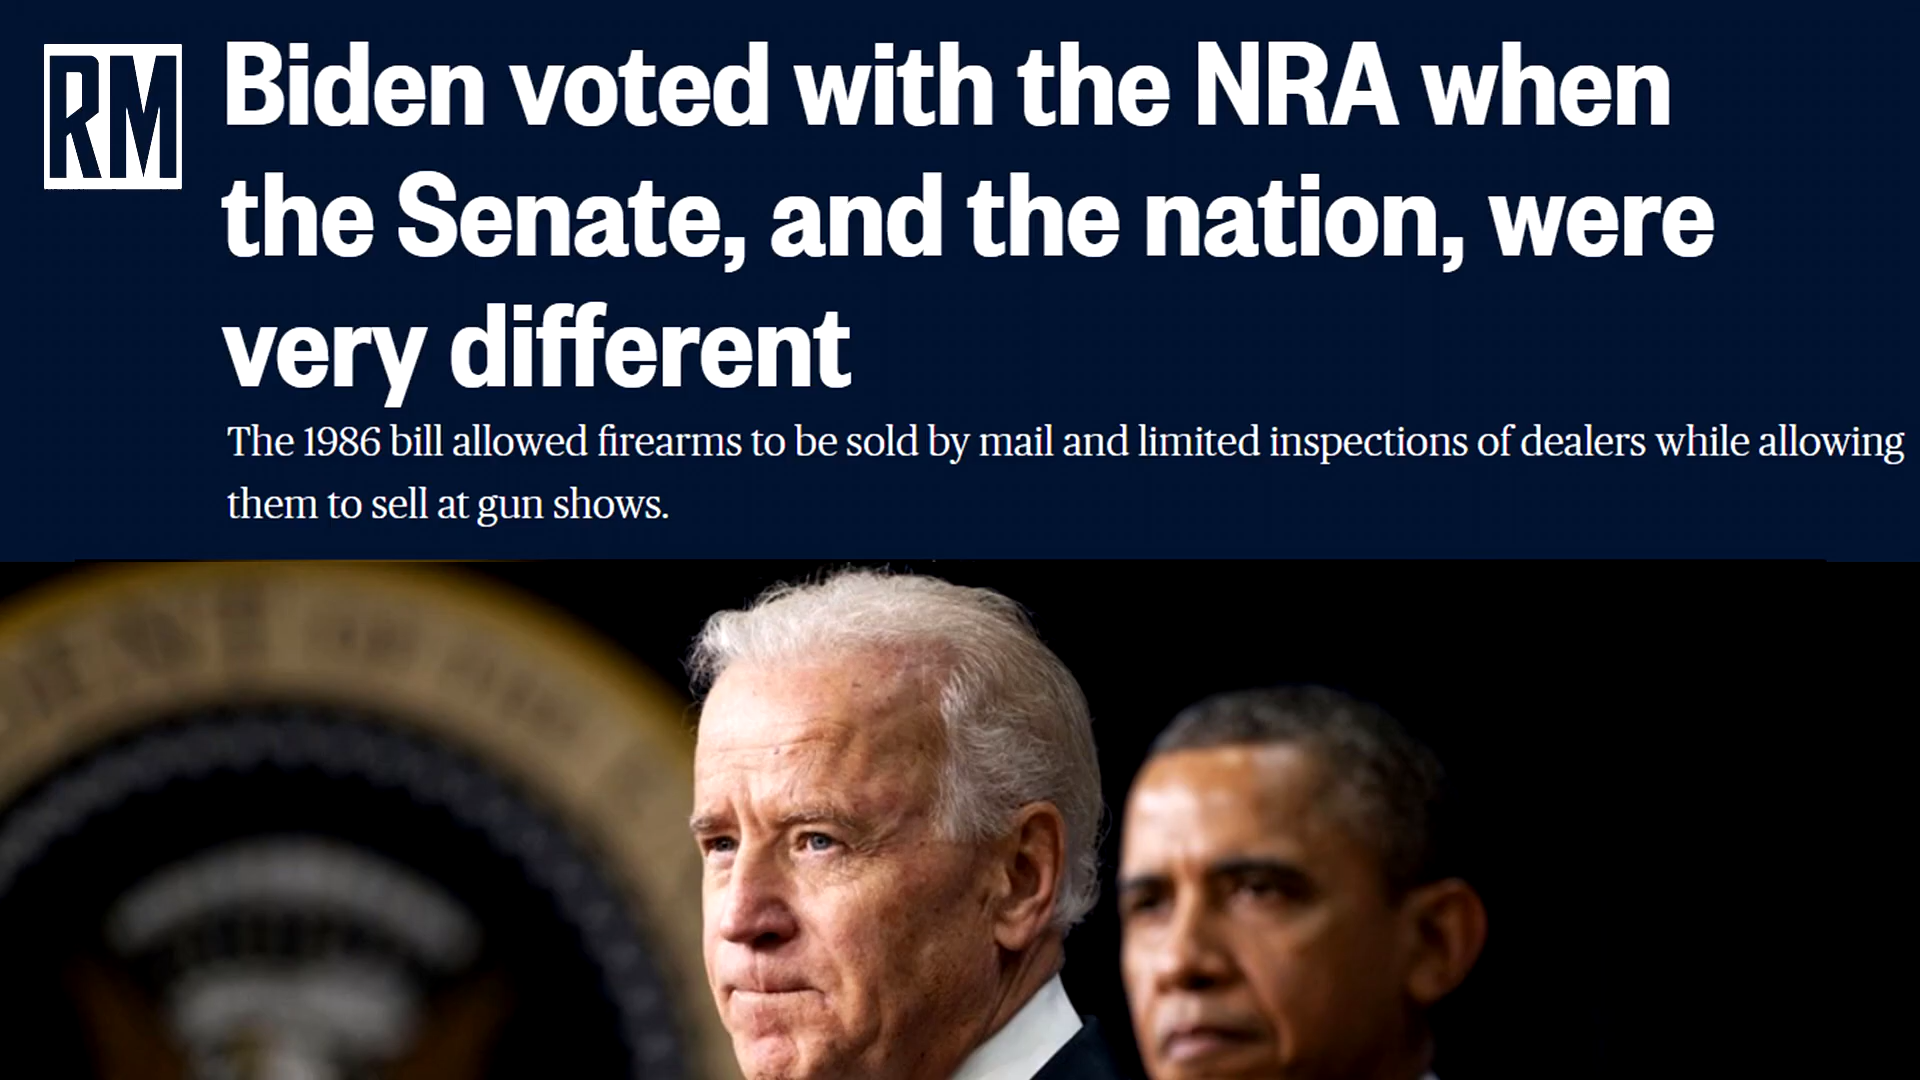 RM
Biden voted with the NRA when
the Senate, and the nation, were
very different
The 1986 bill allowed firearms to be sold by mail and limited inspections of dealers while allowing
them to sell at gun shows.